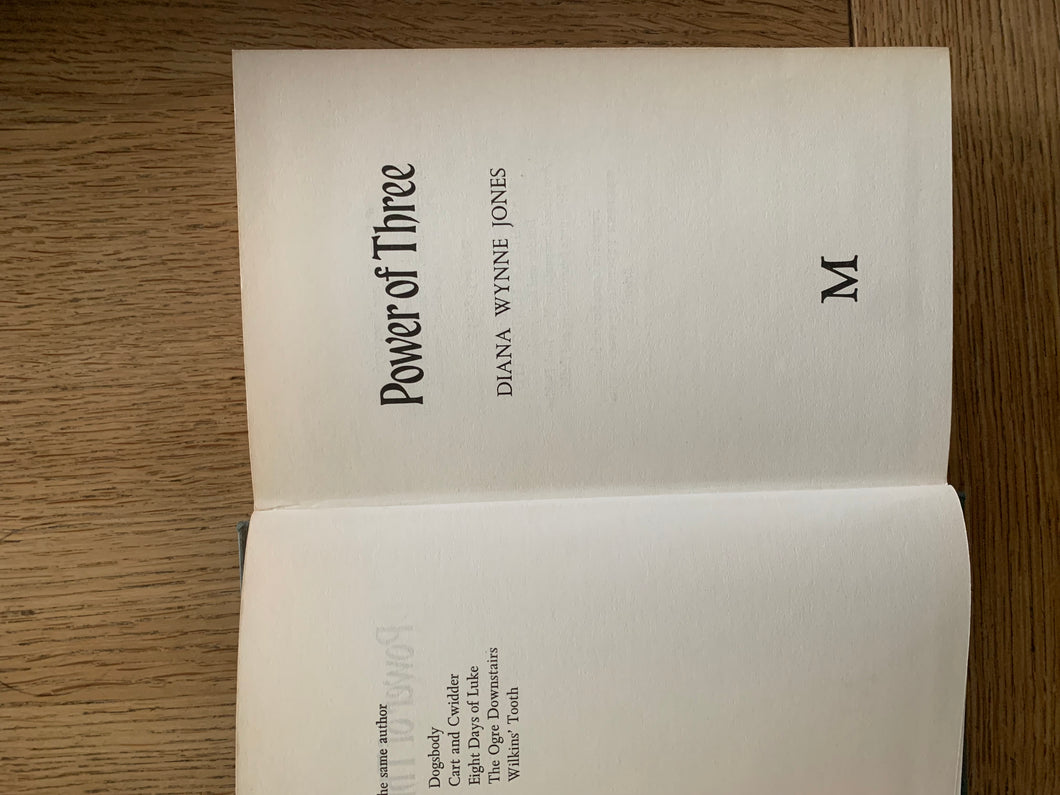 he same author
Dogsbody
Cart and Cwidder
Eight Days of Luke
The Ogre Downstairs
Wilkins' Tooth
Power of Three
DIANA WYNNE JONES
M